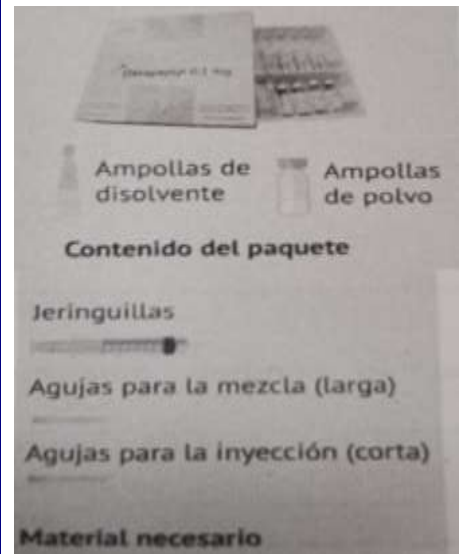 Ampollas de
disolvente
Ampollas
de polvo
Contenido del paquete
Jeringuillas
Agujas para la mezcla (larga)
Agujas para la inyección (corta)
Material necesario